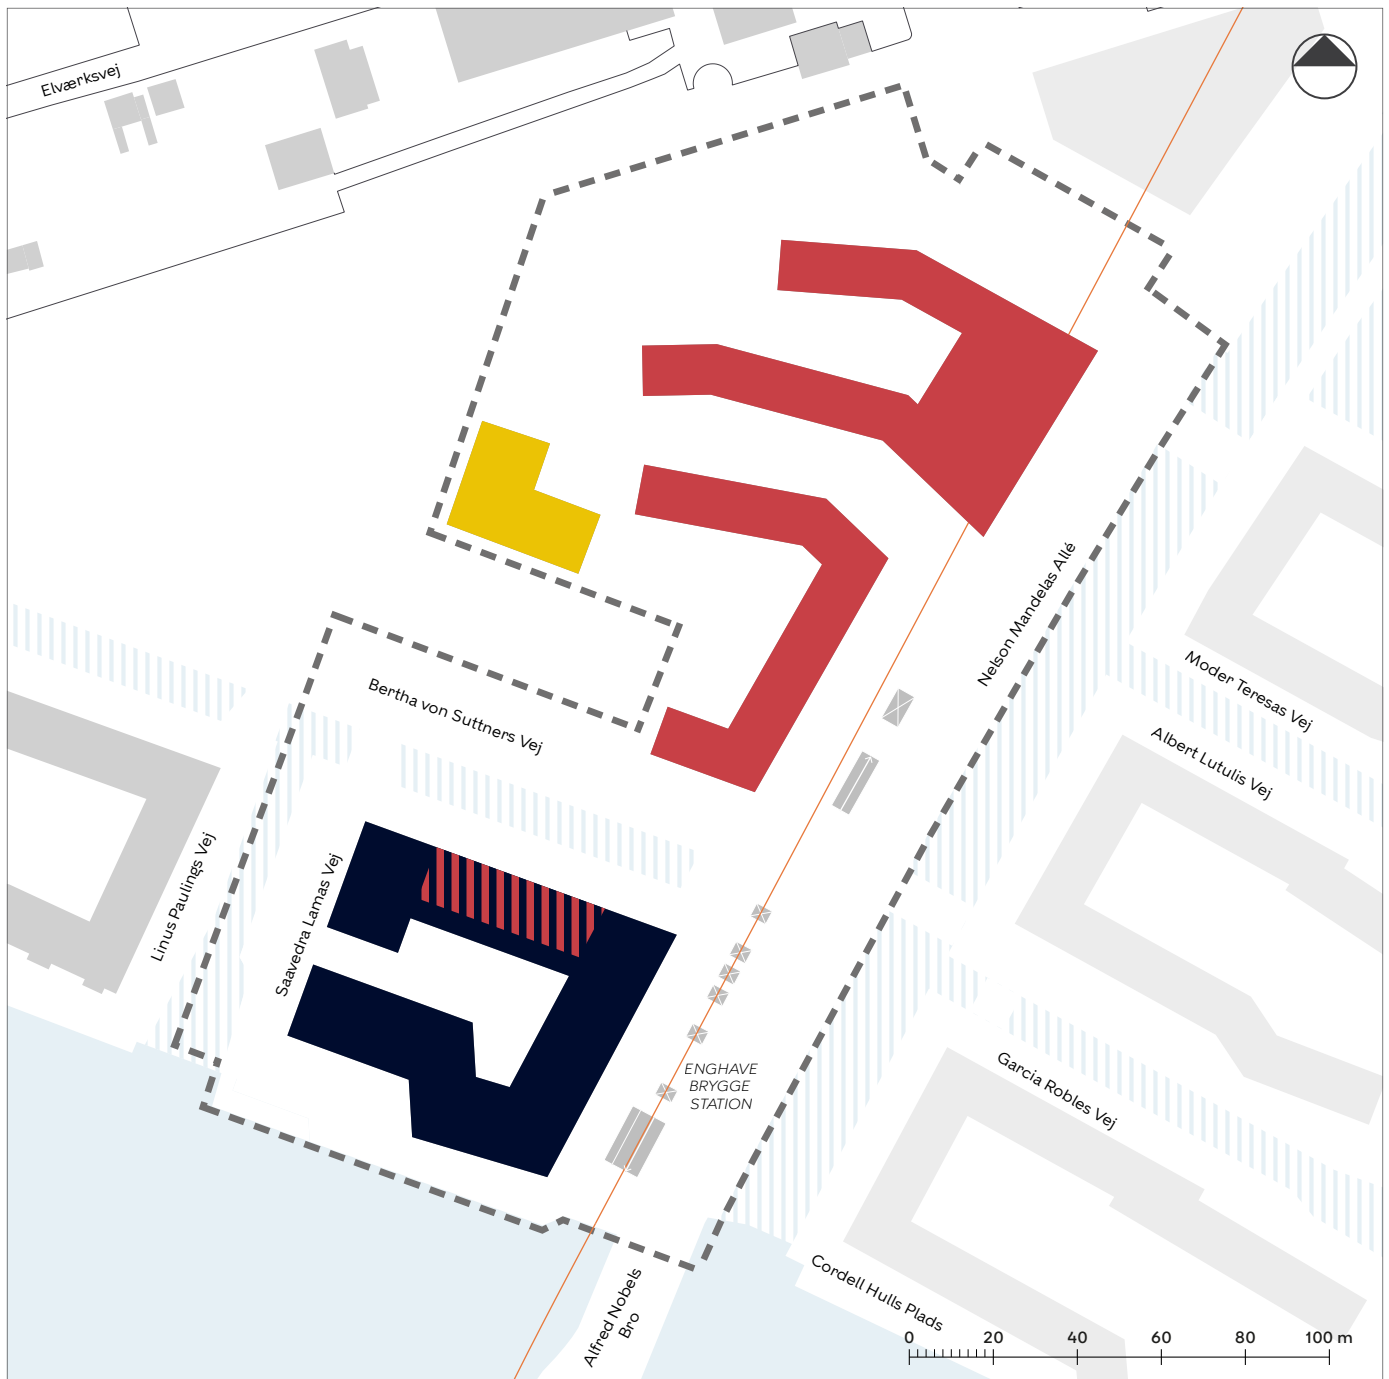 Elværksvej
Nelson Mandelas Allé
Moder Teresas Vej
Bertha von Suttners Vej
Albert Lutulis Vej
Linus Paulings Vej
Saavedra Lamas Vej
ENGHAVE
BRYGGE
STATION
Garcia Robles Vej
Cordell Hulls Plads
Alfred Nobels
Bro
0 20 40 60 80 100 m